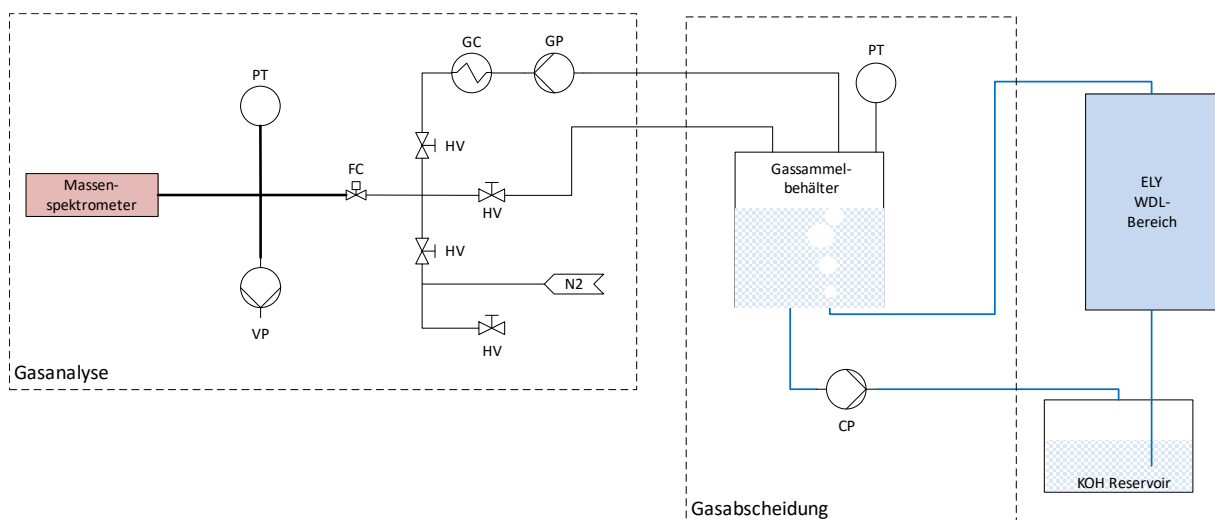 GC
GP
PT
PT
HV
FC
HV
Massen-
spektrometer
Gassammel-
behälter
ELY
WDL-
Bereich
HV
N2
VP
HV
Gasanalyse
CP
KOH Reservoir
Gasabscheidung